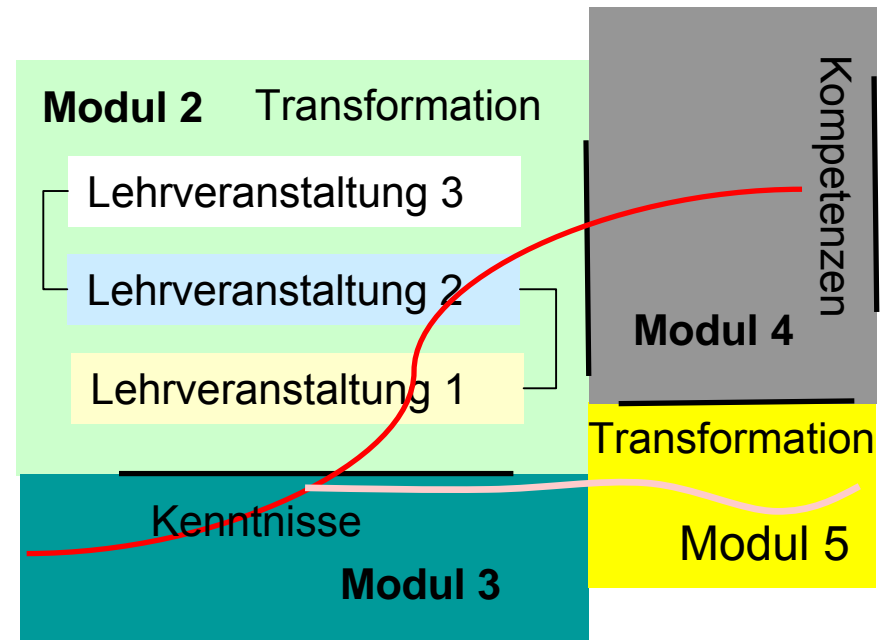 Modul 2 Transformation
Lehrveranstaltung 3
Lehrveranstaltung 2
Lehrveranstaltung 1
Kompetenzen
Modul 4
Transformation
Modul 5
Kenntnisse
Modul 3